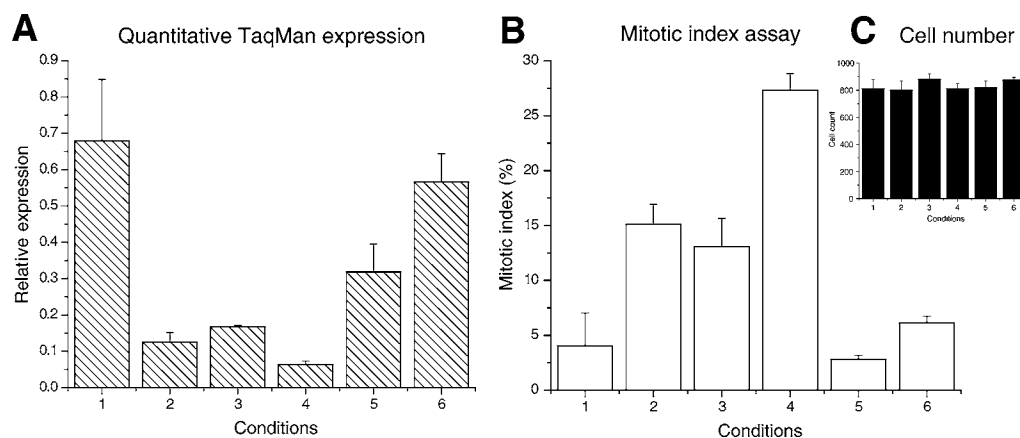 A
Quantitative TaqMan expression
0.9
0.8
0.7
0.6
0.5
0.4
0.3
0.2
0.1
0.0
Relative expression
1 2 3 4 5 6
Conditions
B
Mitotic index assay
30
25
20
15
10
5
0
Mitotic index (%)
1 2 3 4 5 6
Conditions
C
Cell number
1000
800
600
400
200
0
Cell count
1 2 3 4 5 6
Conditions